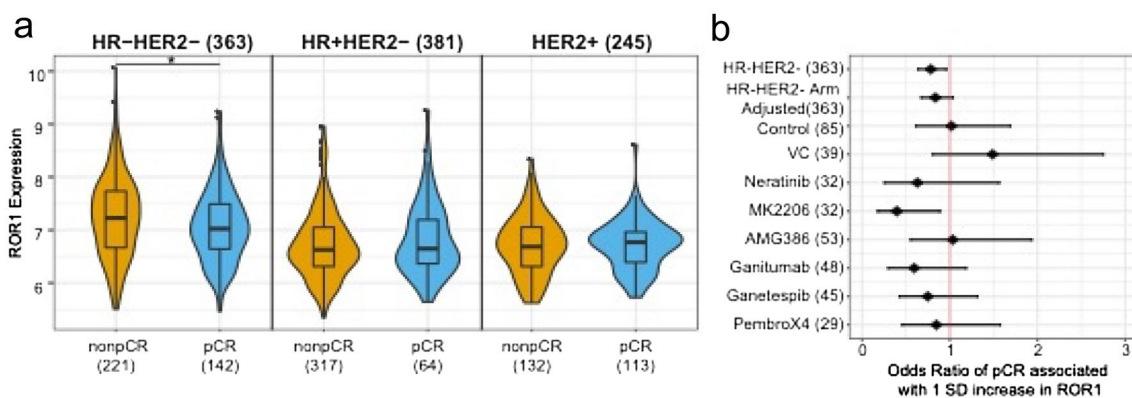 a
HR−HER2− (363) HR+HER2− (381) HER2+ (245)
ROR1 Expression
10
9
8
7
6
*
nonpCR pCR nonpCR pCR nonpCR pCR
(221) (142) (317) (64) (132) (113)
b
HR-HER2- (363)
HR-HER2- Arm
Adjusted(363)
Control (85)
VC (39)
Neratinib (32)
MK2206 (32)
AMG386 (53)
Ganitumab (48)
Ganetespib (45)
PembroX4 (29)
0 1 2 3
Odds Ratio of pCR associated
with 1 SD increase in ROR1